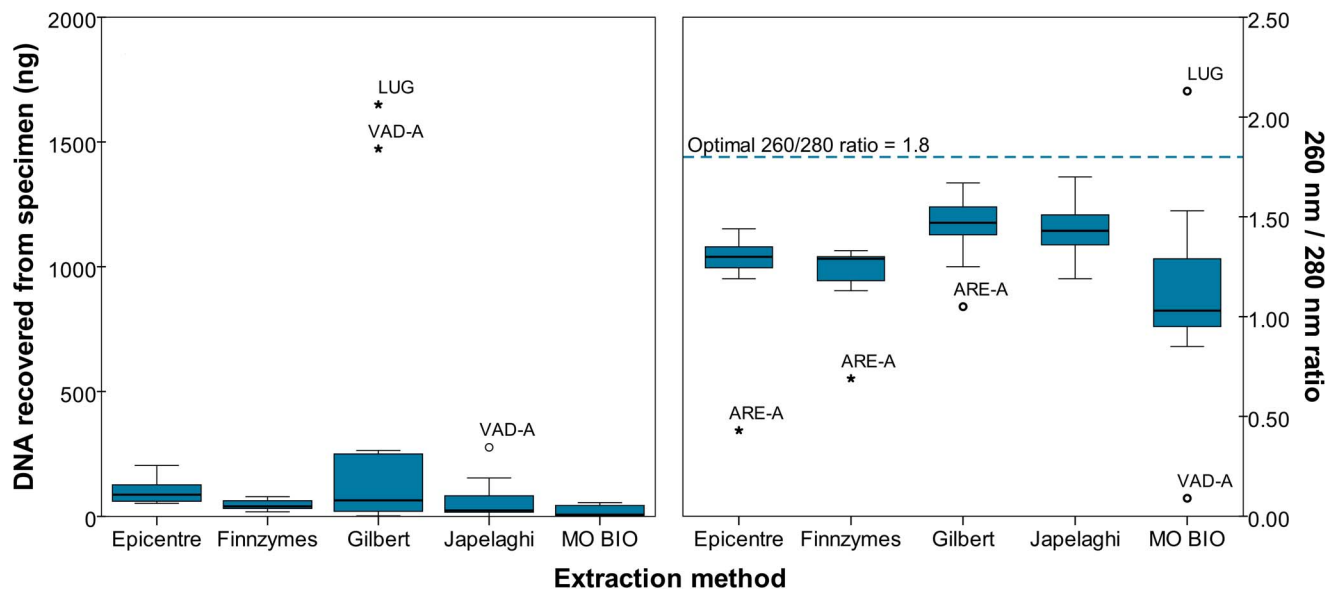 DNA recovered from specimen (ng)
2000
1500
1000
500
0
LUG
VAD-A
VAD-A
Epicentre Finnzymes Gilbert Japelaghi MO BIO
Optimal 260/280 ratio = 1.8
LUG
ARE-A
ARE-A
ARE-A
VAD-A
Epicentre Finnzymes Gilbert Japelaghi MO BIO
2.50
2.00
1.50
1.00
0.50
0.00
260 nm / 280 nm ratio
Extraction method